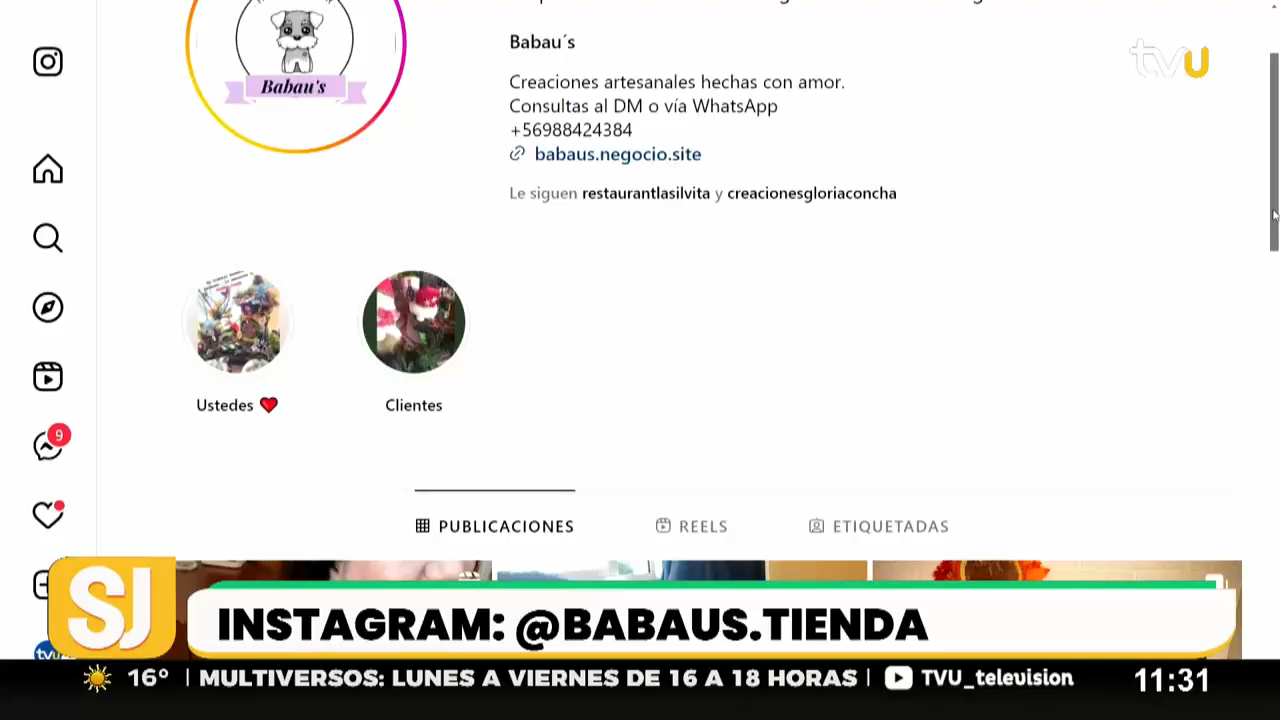 Babau's
Babau´s
Creaciones artesanales hechas con amor.
Consultas al DM o vía WhatsApp
+56988424384
babaus.negocio.site
Le siguen restaurantlasilvita y creacionesgloriaconcha
tvU
Ustedes ❤
Clientes
9
PUBLICACIONES
REELS
ETIQUETADAS
SJ
INSTAGRAM: @BABAUS.TIENDA
tvu
16° | MULTIVERSOS: LUNES A VIERNES DE 16 A 18 HORAS | TVU_television
11:31